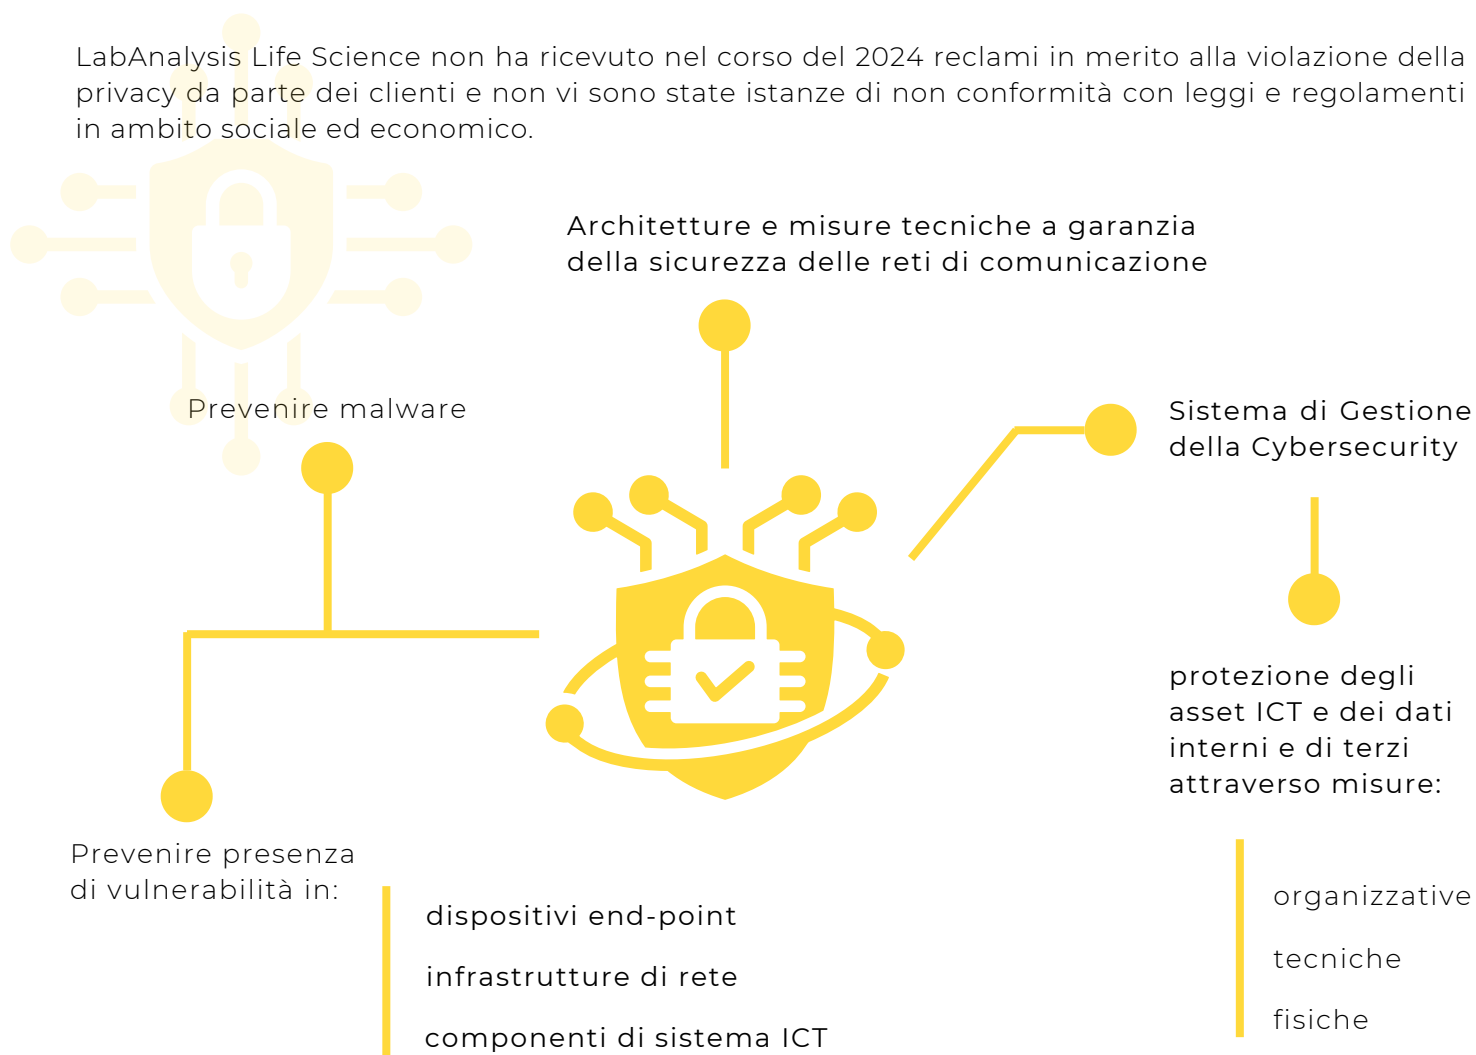 LabAnalysis Life Science non ha ricevuto nel corso del 2024 reclami in merito alla violazione della
privacy da parte dei clienti e non vi sono state istanze di non conformità con leggi e regolamenti
in ambito sociale ed economico.
Architetture e misure tecniche a garanzia
della sicurezza delle reti di comunicazione
Prevenire malware
Sistema di Gestione
della Cybersecurity
protezione degli
asset ICT e dei dati
interni e di terzi
attraverso misure:
organizzative
tecniche
fisiche
Prevenire presenza
di vulnerabilità in:
dispositivi end-point
infrastrutture di rete
componenti di sistema ICT